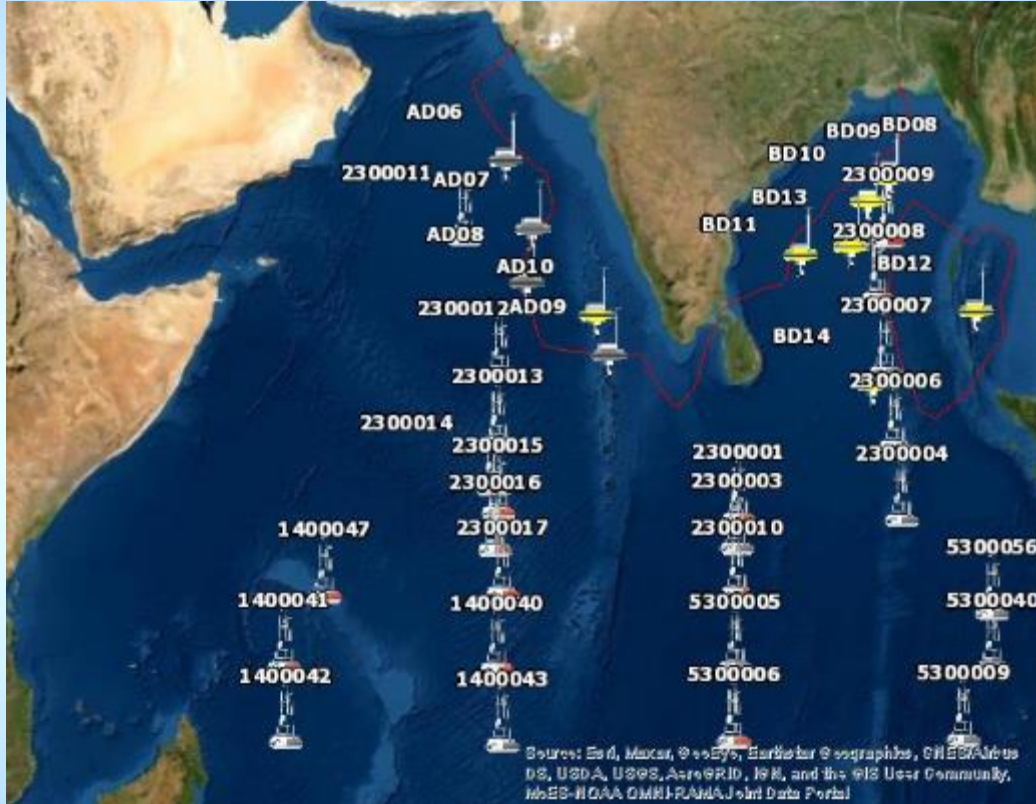 AD06
BD09 BD08
BD10
2300011 AD07
2300009
BD13
BD11
AD08
2300008
AD10
BD12
2300012 AD09
2300007
BD14
2300013
2300006
2300014
2300015
2300001
2300004
2300016
2300003
1400047
2300017
2300010
5300056
1400041
1400040
5300005
5300040
1400042
1400043
5300006
5300009
Source: Esri, Maxar, GeoEye, Earthstar Geographics, CNES/Airbus
DS, USDA, USGS, AeroGRID, IGN, and the GIS User Community,
MoES-NOAA OMNI-RAMA Joint Data Portal